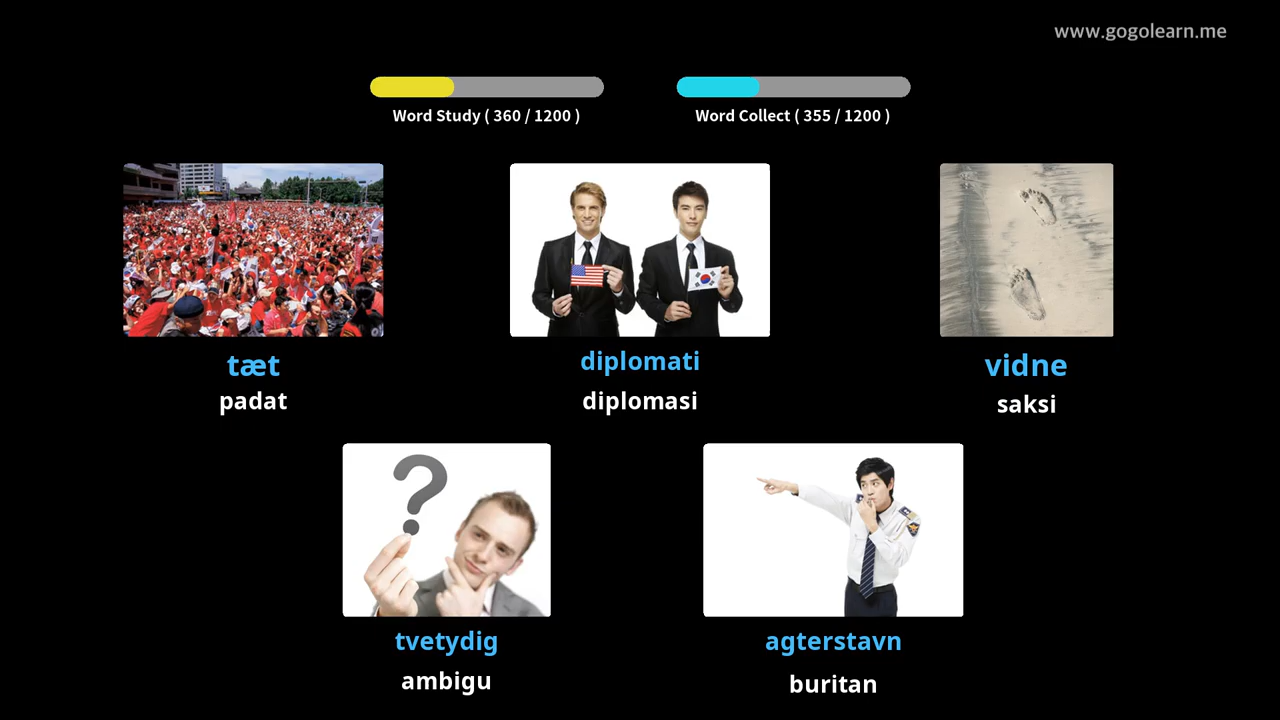 www.gogolearn.me
Word Study ( 360 / 1200 )
Word Collect ( 355 / 1200 )
tæt
padat
diplomati
diplomasi
vidne
saksi
tvetydig
ambigu
agterstavn
buritan